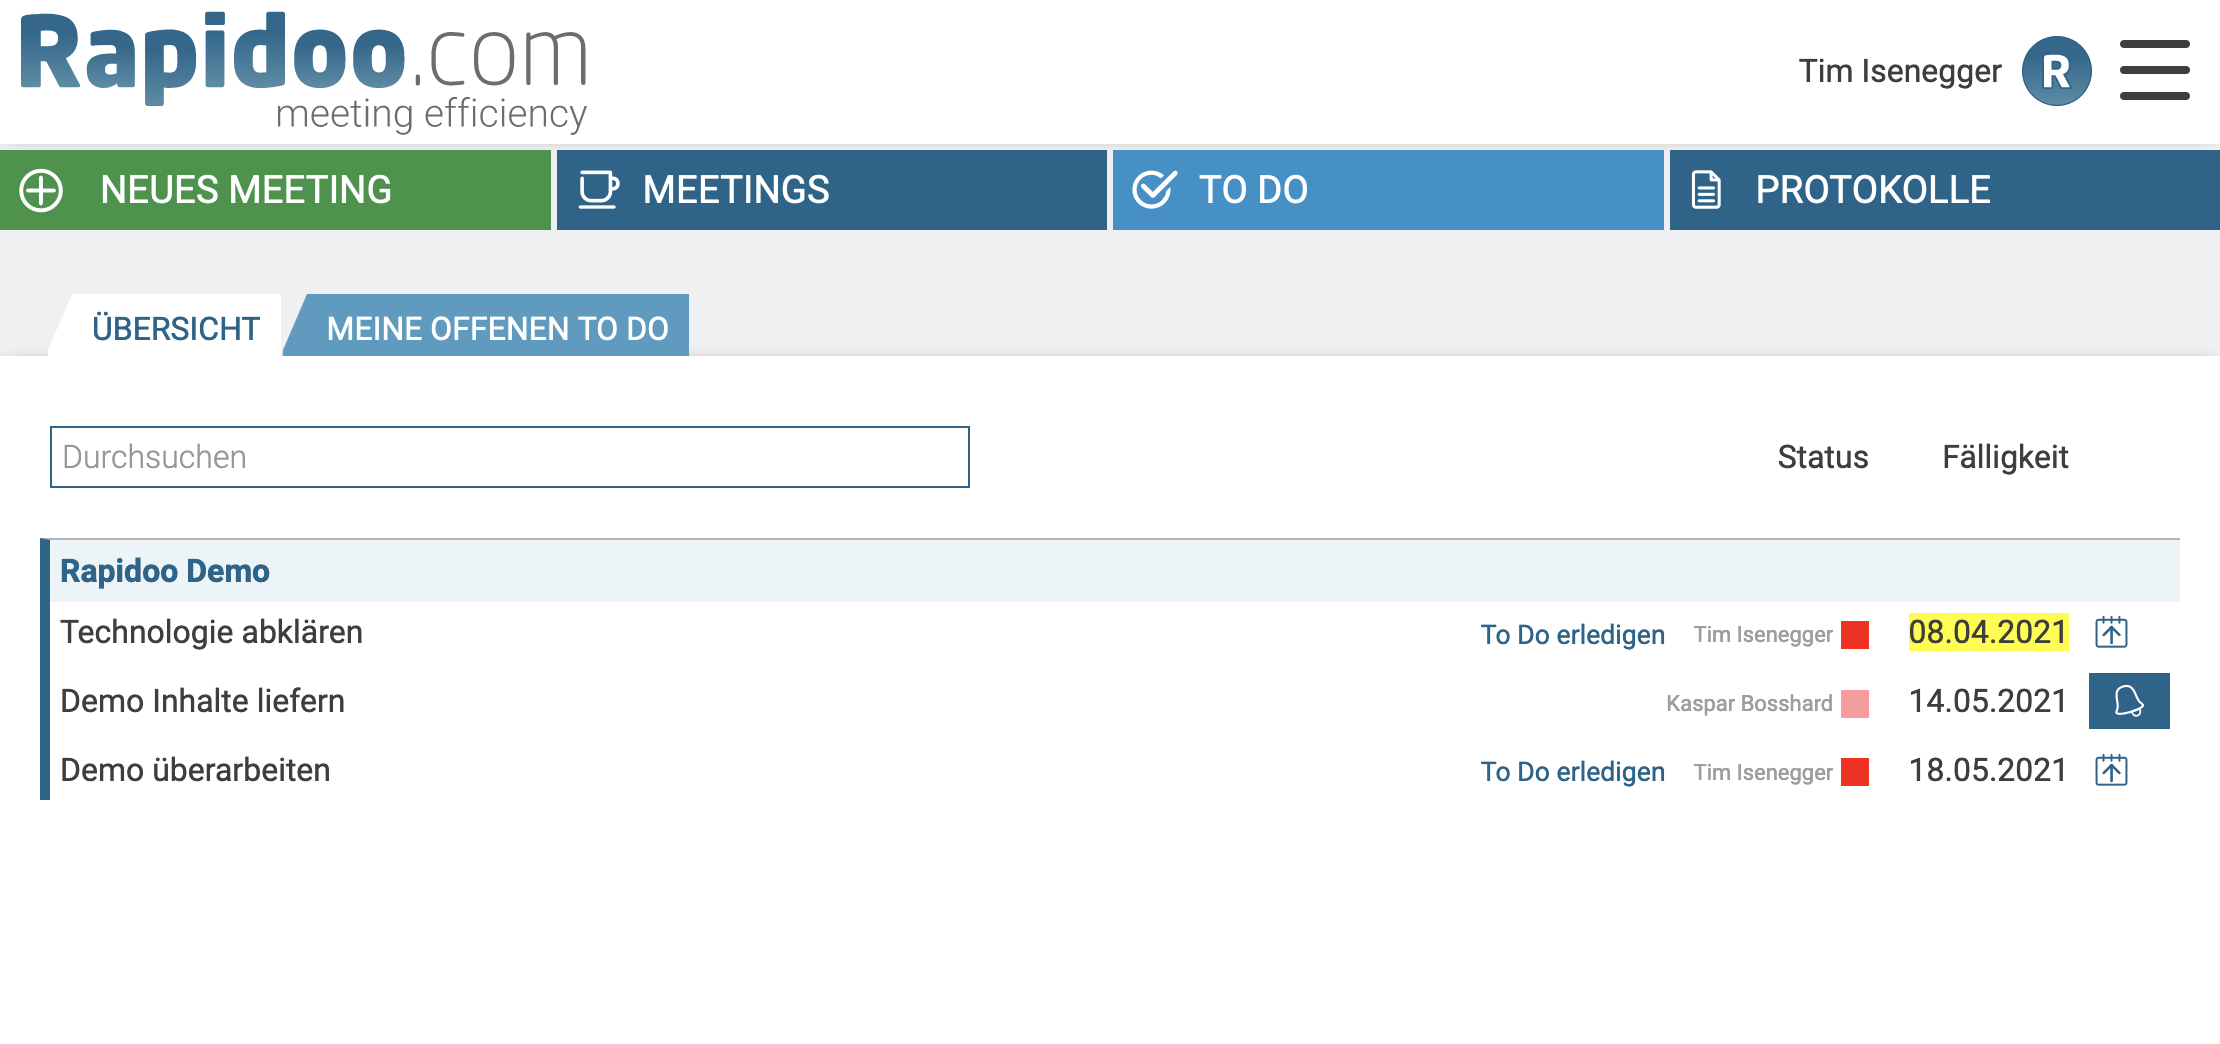 Rapidoo.com
meeting efficiency
Tim Isenegger
R
NEUES MEETING
MEETINGS
TO DO
PROTOKOLLE
ÜBERSICHT
MEINE OFFENEN TO DO
Durchsuchen
Status
Fälligkeit
Rapidoo Demo
Technologie abklären To Do erledigen Tim Isenegger 08.04.2021
Demo Inhalte liefern Kaspar Bosshard 14.05.2021
Demo überarbeiten To Do erledigen Tim Isenegger 18.05.2021